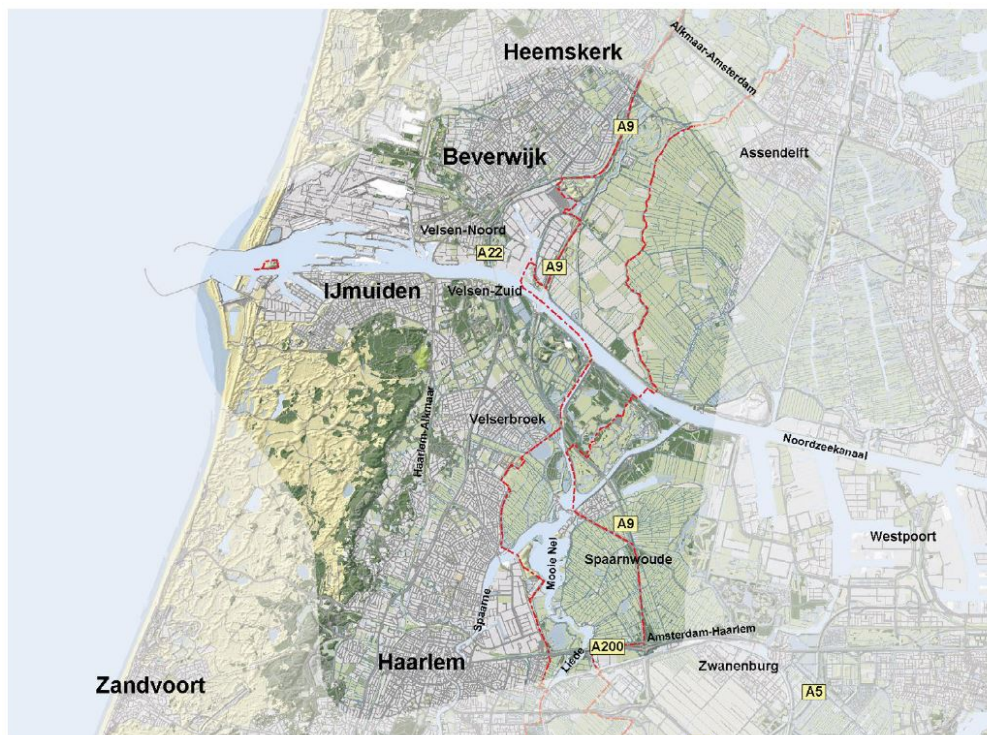 Heemskerk
Alkmaar-Amsterdam
A9
Beverwijk
Assendelft
Velsen-Noord
A22
A9
IJmuiden
Velsen-Zuid
Haarlem-Alkmaar
Velserbroek
Noordzeekanaal
A9
Westpoort
Mooie Nel
Spaarnwoude
Spaarne
Amsterdam-Haarlem
A200
Liede
Haarlem
Zwanenburg
Zandvoort
A5